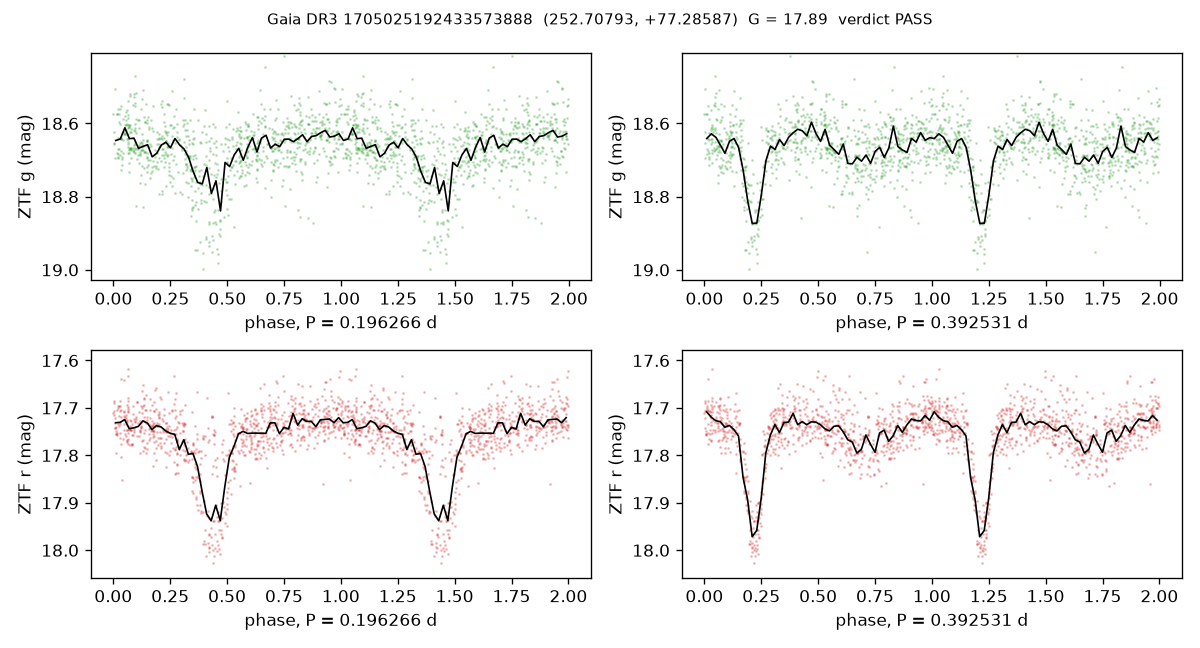 Gaia DR3 1705025192433573888  (252.70793, +77.28587)  G = 17.89  verdict PASS
ZTF g (mag)
18.6
18.8
19.0
0.00 0.25 0.50 0.75 1.00 1.25 1.50 1.75 2.00
phase, P = 0.196266 d
ZTF g (mag)
18.6
18.8
19.0
0.00 0.25 0.50 0.75 1.00 1.25 1.50 1.75 2.00
phase, P = 0.392531 d
ZTF r (mag)
17.6
17.7
17.8
17.9
18.0
0.00 0.25 0.50 0.75 1.00 1.25 1.50 1.75 2.00
phase, P = 0.196266 d
ZTF r (mag)
17.6
17.7
17.8
17.9
18.0
0.00 0.25 0.50 0.75 1.00 1.25 1.50 1.75 2.00
phase, P = 0.392531 d